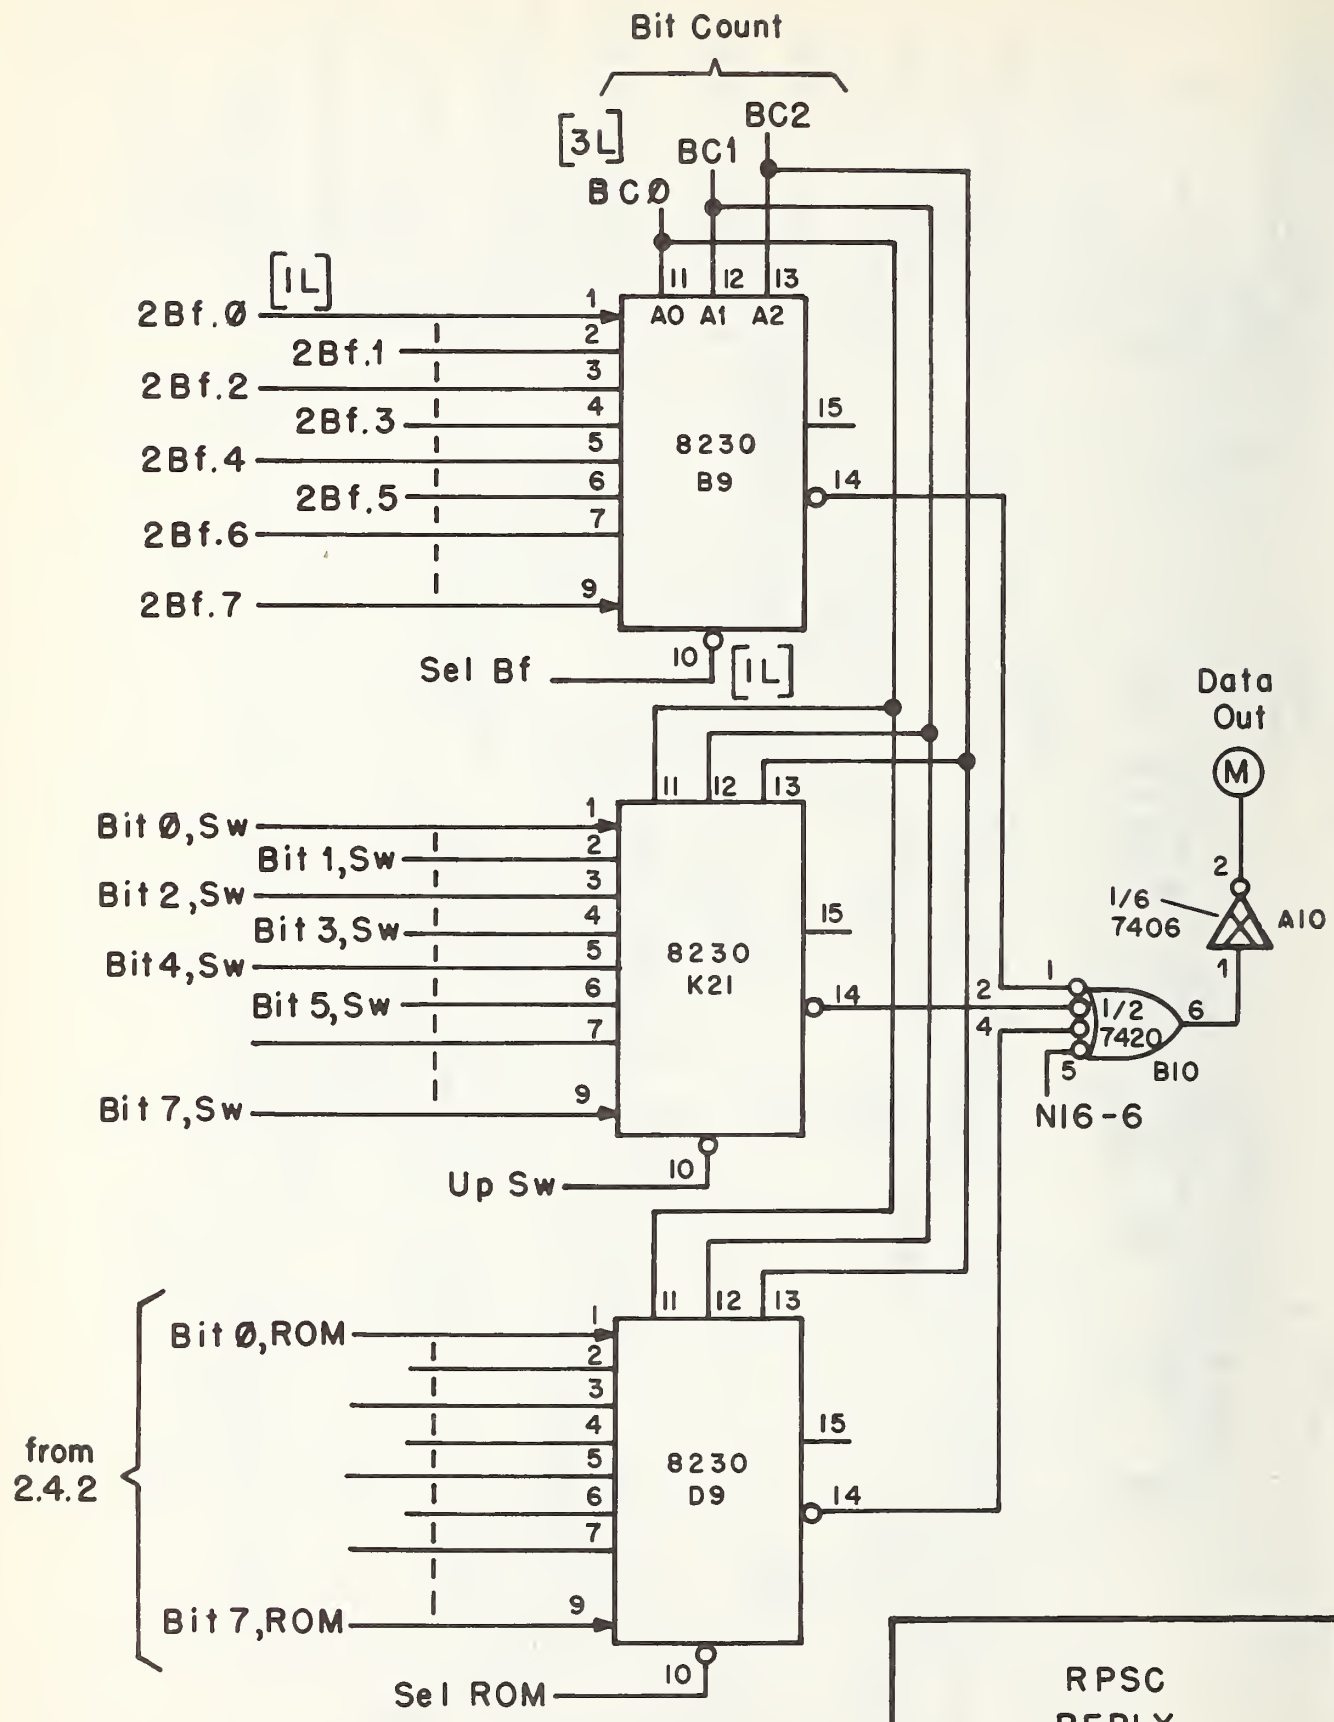 Bit Count
[3L]
BC2
BC1
BCØ
11 12 13
A0 A1 A2
[1L]
2Bf.Ø 1
2Bf.1 2
2Bf.2 3
2Bf.3 4
2Bf.4 5
2Bf.5 6
2Bf.6 7
2Bf.7 9
8230
B9
15
14
Sel Bf 10 [1L]
11 12 13
Bit Ø,Sw 1
Bit 1,Sw 2
Bit 2,Sw 3
Bit 3,Sw 4
Bit4,Sw 5
Bit 5,Sw 6
7
Bit 7,Sw 9
8230
K21
15
14
Up Sw 10
Data
Out
M
2
1/6
7406
A10
1
1
2
4
5
1/2
7420
6
B10
N16-6
11 12 13
from
2.4.2
Bit Ø,ROM 1
2
3
4
5
6
7
Bit 7,ROM 9
8230
D9
15
14
Sel ROM 10
RPSC
REPLY